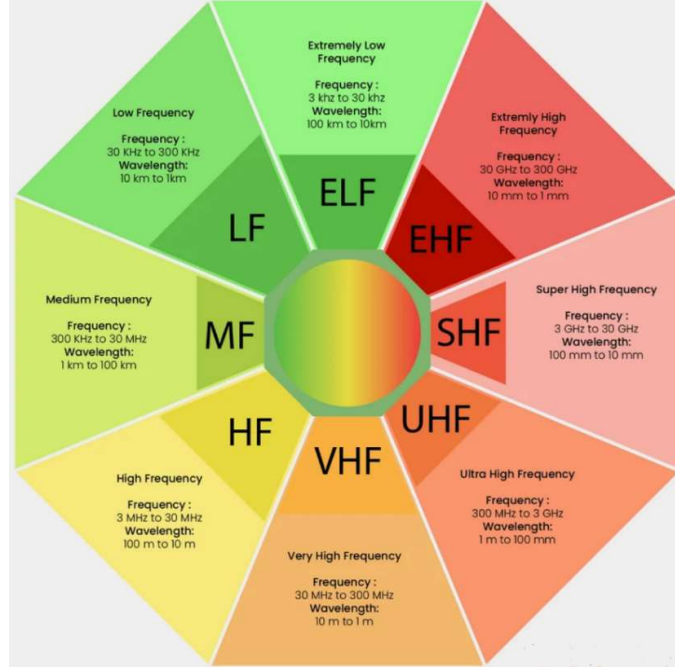 Extremely Low
Frequency
Frequency :
3 khz to 30 khz
Wavelength:
100 km to 10km
ELF
Extremly High
Frequency
Frequency :
30 GHz to 300 GHz
Wavelength:
10 mm to 1 mm
EHF
Super High Frequency
Frequency :
3 GHz to 30 GHz
Wavelength:
100 mm to 10 mm
SHF
Ultra High Frequency
Frequency :
300 MHz to 3 GHz
Wavelength:
1 m to 100 mm
UHF
Very High Frequency
Frequency :
30 MHz to 300 MHz
Wavelength:
10 m to 1 m
VHF
High Frequency
Frequency :
3 MHz to 30 MHz
Wavelength:
100 m to 10 m
HF
Medium Frequency
Frequency :
300 KHz to 30 MHz
Wavelength:
1 km to 100 km
MF
Low Frequency
Frequency :
30 KHz to 300 KHz
Wavelength:
10 km to 1km
LF